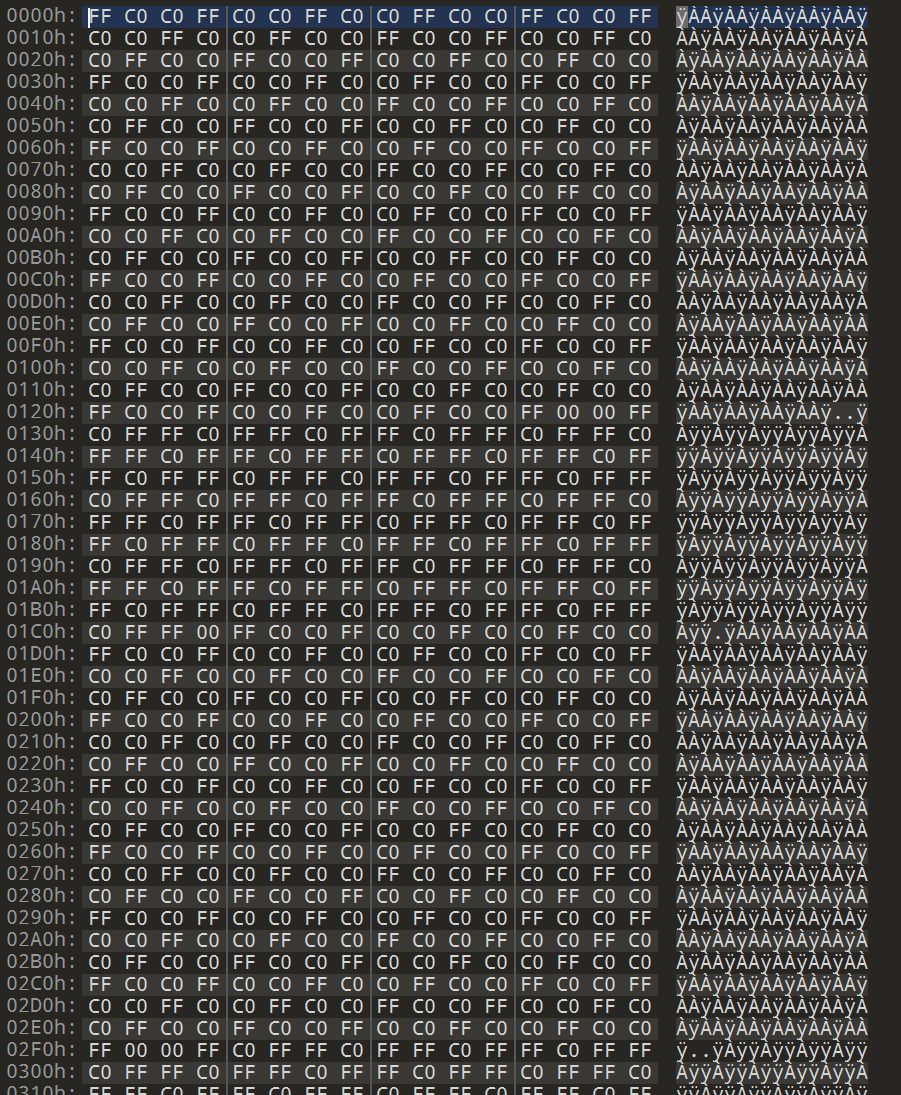 0000h: FF C0 C0 FF C0 C0 FF C0 C0 FF C0 C0 FF C0 C0 FF ÿÀÀÿÀÀÿÀÀÿÀÀÿÀÀÿ
0010h: C0 C0 FF C0 C0 FF C0 C0 FF C0 C0 FF C0 C0 FF C0 ÀÀÿÀÀÿÀÀÿÀÀÿÀÀÿÀ
0020h: C0 FF C0 C0 FF C0 C0 FF C0 C0 FF C0 C0 FF C0 C0 ÀÿÀÀÿÀÀÿÀÀÿÀÀÿÀÀ
0030h: FF C0 C0 FF C0 C0 FF C0 C0 FF C0 C0 FF C0 C0 FF ÿÀÀÿÀÀÿÀÀÿÀÀÿÀÀÿ
0040h: C0 C0 FF C0 C0 FF C0 C0 FF C0 C0 FF C0 C0 FF C0 ÀÀÿÀÀÿÀÀÿÀÀÿÀÀÿÀ
0050h: C0 FF C0 C0 FF C0 C0 FF C0 C0 FF C0 C0 FF C0 C0 ÀÿÀÀÿÀÀÿÀÀÿÀÀÿÀÀ
0060h: FF C0 C0 FF C0 C0 FF C0 C0 FF C0 C0 FF C0 C0 FF ÿÀÀÿÀÀÿÀÀÿÀÀÿÀÀÿ
0070h: C0 C0 FF C0 C0 FF C0 C0 FF C0 C0 FF C0 C0 FF C0 ÀÀÿÀÀÿÀÀÿÀÀÿÀÀÿÀ
0080h: C0 FF C0 C0 FF C0 C0 FF C0 C0 FF C0 C0 FF C0 C0 ÀÿÀÀÿÀÀÿÀÀÿÀÀÿÀÀ
0090h: FF C0 C0 FF C0 C0 FF C0 C0 FF C0 C0 FF C0 C0 FF ÿÀÀÿÀÀÿÀÀÿÀÀÿÀÀÿ
00A0h: C0 C0 FF C0 C0 FF C0 C0 FF C0 C0 FF C0 C0 FF C0 ÀÀÿÀÀÿÀÀÿÀÀÿÀÀÿÀ
00B0h: C0 FF C0 C0 FF C0 C0 FF C0 C0 FF C0 C0 FF C0 C0 ÀÿÀÀÿÀÀÿÀÀÿÀÀÿÀÀ
00C0h: FF C0 C0 FF C0 C0 FF C0 C0 FF C0 C0 FF C0 C0 FF ÿÀÀÿÀÀÿÀÀÿÀÀÿÀÀÿ
00D0h: C0 C0 FF C0 C0 FF C0 C0 FF C0 C0 FF C0 C0 FF C0 ÀÀÿÀÀÿÀÀÿÀÀÿÀÀÿÀ
00E0h: C0 FF C0 C0 FF C0 C0 FF C0 C0 FF C0 C0 FF C0 C0 ÀÿÀÀÿÀÀÿÀÀÿÀÀÿÀÀ
00F0h: FF C0 C0 FF C0 C0 FF C0 C0 FF C0 C0 FF C0 C0 FF ÿÀÀÿÀÀÿÀÀÿÀÀÿÀÀÿ
0100h: C0 C0 FF C0 C0 FF C0 C0 FF C0 C0 FF C0 C0 FF C0 ÀÀÿÀÀÿÀÀÿÀÀÿÀÀÿÀ
0110h: C0 FF C0 C0 FF C0 C0 FF C0 C0 FF C0 C0 FF C0 C0 ÀÿÀÀÿÀÀÿÀÀÿÀÀÿÀÀ
0120h: FF C0 C0 FF C0 C0 FF C0 C0 FF C0 C0 FF 00 00 FF ÿÀÀÿÀÀÿÀÀÿÀÀÿ..ÿ
0130h: C0 FF FF C0 FF FF C0 FF FF C0 FF FF C0 FF FF C0 ÀÿÿÀÿÿÀÿÿÀÿÿÀÿÿÀ
0140h: FF FF C0 FF FF C0 FF FF C0 FF FF C0 FF FF C0 FF ÿÿÀÿÿÀÿÿÀÿÿÀÿÿÀÿ
0150h: FF C0 FF FF C0 FF FF C0 FF FF C0 FF FF C0 FF FF ÿÀÿÿÀÿÿÀÿÿÀÿÿÀÿÿ
0160h: C0 FF FF C0 FF FF C0 FF FF C0 FF FF C0 FF FF C0 ÀÿÿÀÿÿÀÿÿÀÿÿÀÿÿÀ
0170h: FF FF C0 FF FF C0 FF FF C0 FF FF C0 FF FF C0 FF ÿÿÀÿÿÀÿÿÀÿÿÀÿÿÀÿ
0180h: FF C0 FF FF C0 FF FF C0 FF FF C0 FF FF C0 FF FF ÿÀÿÿÀÿÿÀÿÿÀÿÿÀÿÿ
0190h: C0 FF FF C0 FF FF C0 FF FF C0 FF FF C0 FF FF C0 ÀÿÿÀÿÿÀÿÿÀÿÿÀÿÿÀ
01A0h: FF FF C0 FF FF C0 FF FF C0 FF FF C0 FF FF C0 FF ÿÿÀÿÿÀÿÿÀÿÿÀÿÿÀÿ
01B0h: FF C0 FF FF C0 FF FF C0 FF FF C0 FF FF C0 FF FF ÿÀÿÿÀÿÿÀÿÿÀÿÿÀÿÿ
01C0h: C0 FF FF 00 FF C0 C0 FF C0 C0 FF C0 C0 FF C0 C0 Àÿÿ.ÿÀÀÿÀÀÿÀÀÿÀÀ
01D0h: FF C0 C0 FF C0 C0 FF C0 C0 FF C0 C0 FF C0 C0 FF ÿÀÀÿÀÀÿÀÀÿÀÀÿÀÀÿ
01E0h: C0 C0 FF C0 C0 FF C0 C0 FF C0 C0 FF C0 C0 FF C0 ÀÀÿÀÀÿÀÀÿÀÀÿÀÀÿÀ
01F0h: C0 FF C0 C0 FF C0 C0 FF C0 C0 FF C0 C0 FF C0 C0 ÀÿÀÀÿÀÀÿÀÀÿÀÀÿÀÀ
0200h: FF C0 C0 FF C0 C0 FF C0 C0 FF C0 C0 FF C0 C0 FF ÿÀÀÿÀÀÿÀÀÿÀÀÿÀÀÿ
0210h: C0 C0 FF C0 C0 FF C0 C0 FF C0 C0 FF C0 C0 FF C0 ÀÀÿÀÀÿÀÀÿÀÀÿÀÀÿÀ
0220h: C0 FF C0 C0 FF C0 C0 FF C0 C0 FF C0 C0 FF C0 C0 ÀÿÀÀÿÀÀÿÀÀÿÀÀÿÀÀ
0230h: FF C0 C0 FF C0 C0 FF C0 C0 FF C0 C0 FF C0 C0 FF ÿÀÀÿÀÀÿÀÀÿÀÀÿÀÀÿ
0240h: C0 C0 FF C0 C0 FF C0 C0 FF C0 C0 FF C0 C0 FF C0 ÀÀÿÀÀÿÀÀÿÀÀÿÀÀÿÀ
0250h: C0 FF C0 C0 FF C0 C0 FF C0 C0 FF C0 C0 FF C0 C0 ÀÿÀÀÿÀÀÿÀÀÿÀÀÿÀÀ
0260h: FF C0 C0 FF C0 C0 FF C0 C0 FF C0 C0 FF C0 C0 FF ÿÀÀÿÀÀÿÀÀÿÀÀÿÀÀÿ
0270h: C0 C0 FF C0 C0 FF C0 C0 FF C0 C0 FF C0 C0 FF C0 ÀÀÿÀÀÿÀÀÿÀÀÿÀÀÿÀ
0280h: C0 FF C0 C0 FF C0 C0 FF C0 C0 FF C0 C0 FF C0 C0 ÀÿÀÀÿÀÀÿÀÀÿÀÀÿÀÀ
0290h: FF C0 C0 FF C0 C0 FF C0 C0 FF C0 C0 FF C0 C0 FF ÿÀÀÿÀÀÿÀÀÿÀÀÿÀÀÿ
02A0h: C0 C0 FF C0 C0 FF C0 C0 FF C0 C0 FF C0 C0 FF C0 ÀÀÿÀÀÿÀÀÿÀÀÿÀÀÿÀ
02B0h: C0 FF C0 C0 FF C0 C0 FF C0 C0 FF C0 C0 FF C0 C0 ÀÿÀÀÿÀÀÿÀÀÿÀÀÿÀÀ
02C0h: FF C0 C0 FF C0 C0 FF C0 C0 FF C0 C0 FF C0 C0 FF ÿÀÀÿÀÀÿÀÀÿÀÀÿÀÀÿ
02D0h: C0 C0 FF C0 C0 FF C0 C0 FF C0 C0 FF C0 C0 FF C0 ÀÀÿÀÀÿÀÀÿÀÀÿÀÀÿÀ
02E0h: C0 FF C0 C0 FF C0 C0 FF C0 C0 FF C0 C0 FF C0 C0 ÀÿÀÀÿÀÀÿÀÀÿÀÀÿÀÀ
02F0h: FF 00 00 FF C0 FF FF C0 FF FF C0 FF FF C0 FF FF ÿ..ÿÀÿÿÀÿÿÀÿÿÀÿÿ
0300h: C0 FF FF C0 FF FF C0 FF FF C0 FF FF C0 FF FF C0 ÀÿÿÀÿÿÀÿÿÀÿÿÀÿÿÀ
0310h: FF FF C0 FF FF C0 FF FF C0 FF FF C0 FF FF C0 FF ÿÿÀÿÿÀÿÿÀÿÿÀÿÿÀÿ